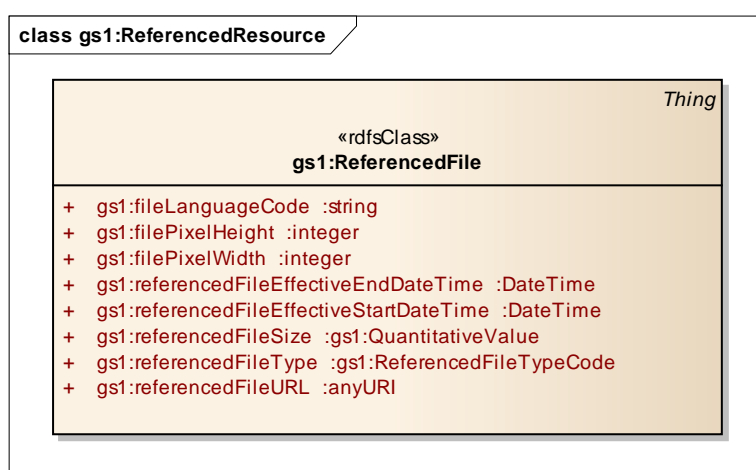 class gs1:ReferencedResource
Thing
«rdfsClass»
gs1:ReferencedFile
+ gs1:fileLanguageCode :string
+ gs1:filePixelHeight :integer
+ gs1:filePixelWidth :integer
+ gs1:referencedFileEffectiveEndDateTime :DateTime
+ gs1:referencedFileEffectiveStartDateTime :DateTime
+ gs1:referencedFileSize :gs1:QuantitativeValue
+ gs1:referencedFileType :gs1:ReferencedFileTypeCode
+ gs1:referencedFileURL :anyURI